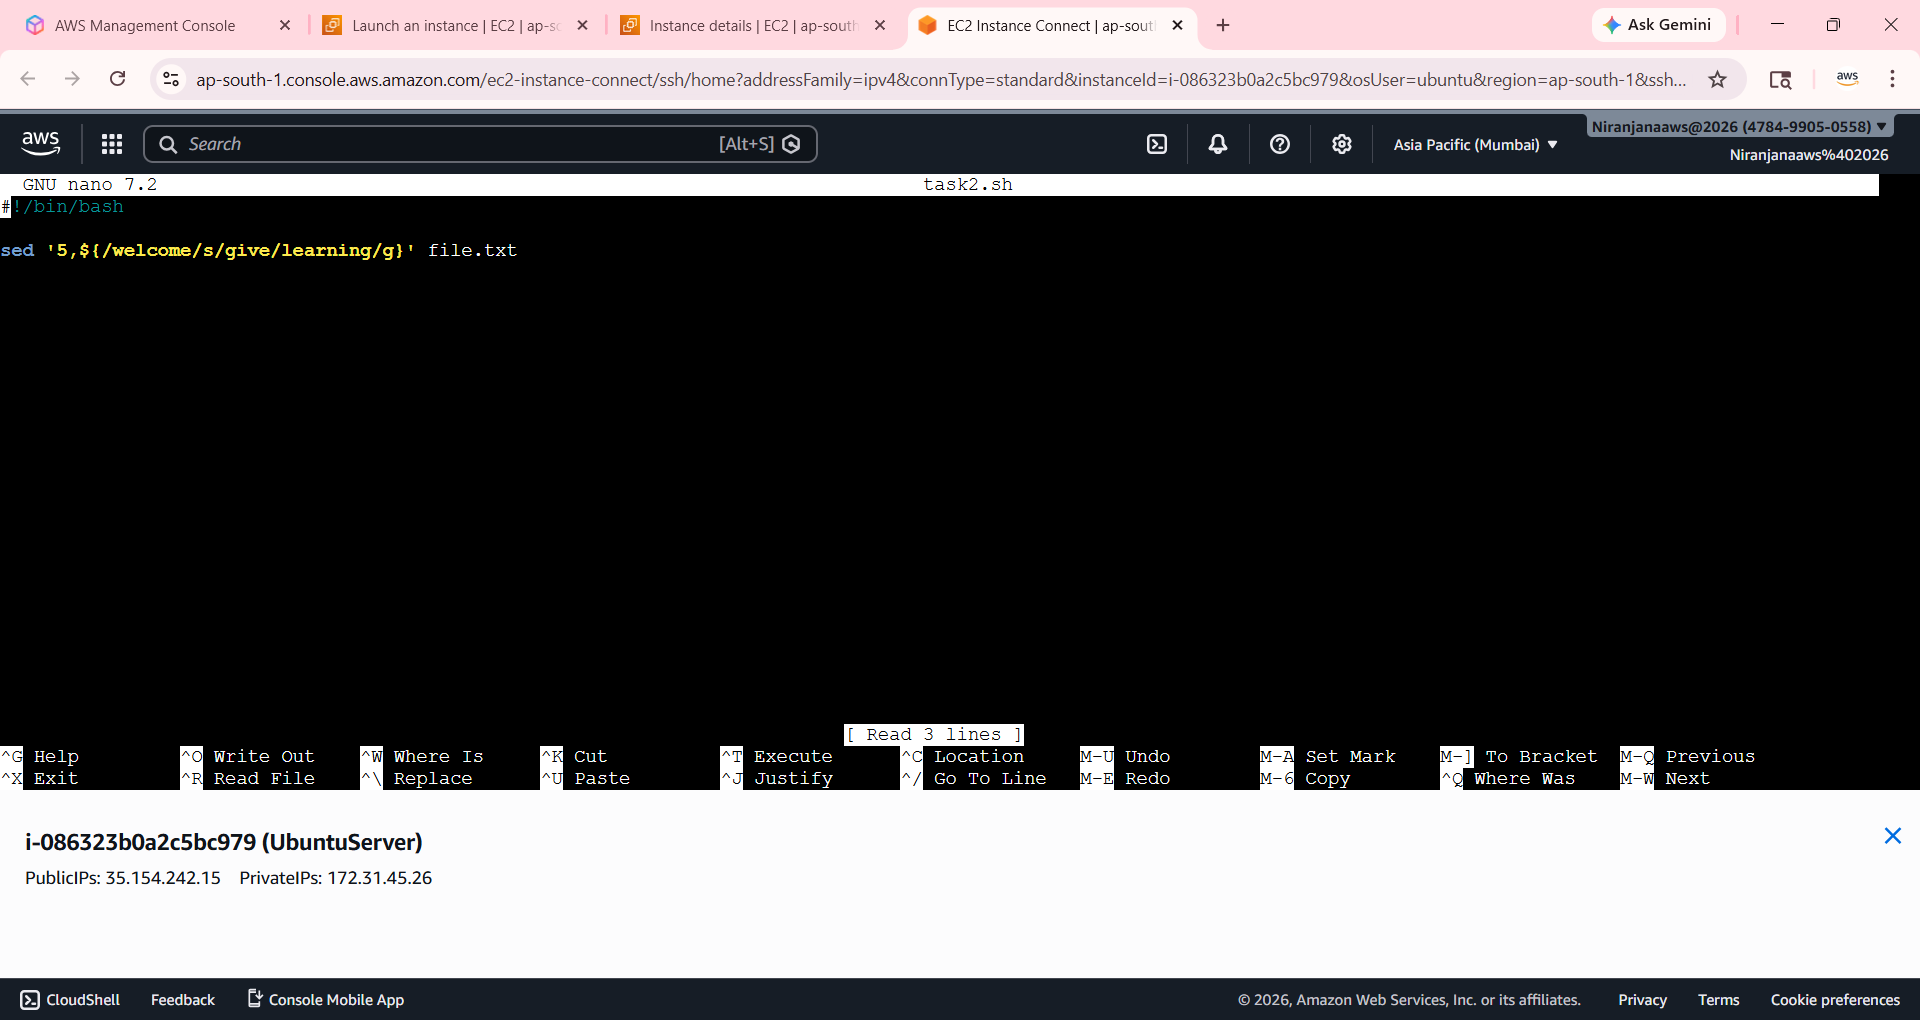 AWS Management Console
Launch an instance | EC2 | ap-so
Instance details | EC2 | ap-south
EC2 Instance Connect | ap-sout
Ask Gemini
ap-south-1.console.aws.amazon.com/ec2-instance-connect/ssh/home?addressFamily=ipv4&connType=standard&instanceId=i-086323b0a2c5bc979&osUser=ubuntu&region=ap-south-1&ssh...
aws
aws
Search
[Alt+S]
Asia Pacific (Mumbai)
Niranjanaaws@2026 (4784-9905-0558)
Niranjanaaws%402026
GNU nano 7.2 task2.sh
#!/bin/bash
sed '5,${/welcome/s/give/learning/g}' file.txt
[ Read 3 lines ]
^G Help ^O Write Out ^W Where Is ^K Cut ^T Execute ^C Location M-U Undo M-A Set Mark M-] To Bracket M-Q Previous
^X Exit ^R Read File ^\ Replace ^U Paste ^J Justify ^/ Go To Line M-E Redo M-6 Copy ^Q Where Was M-W Next
i-086323b0a2c5bc979 (UbuntuServer)
PublicIPs: 35.154.242.15 PrivateIPs: 172.31.45.26
CloudShell Feedback Console Mobile App © 2026, Amazon Web Services, Inc. or its affiliates. Privacy Terms Cookie preferences